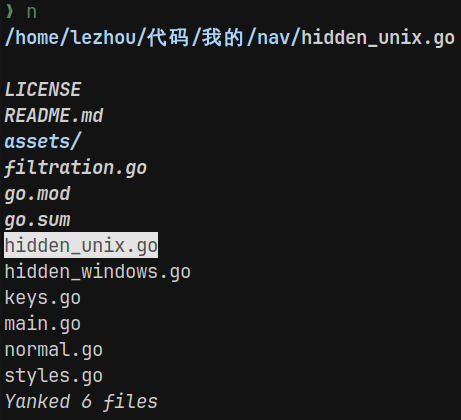 ❯ n
/home/lezhou/代码/我的/nav/hidden_unix.go
LICENSE
README.md
assets/
filtration.go
go.mod
go.sum
hidden_unix.go
hidden_windows.go
keys.go
main.go
normal.go
styles.go
Yanked 6 files